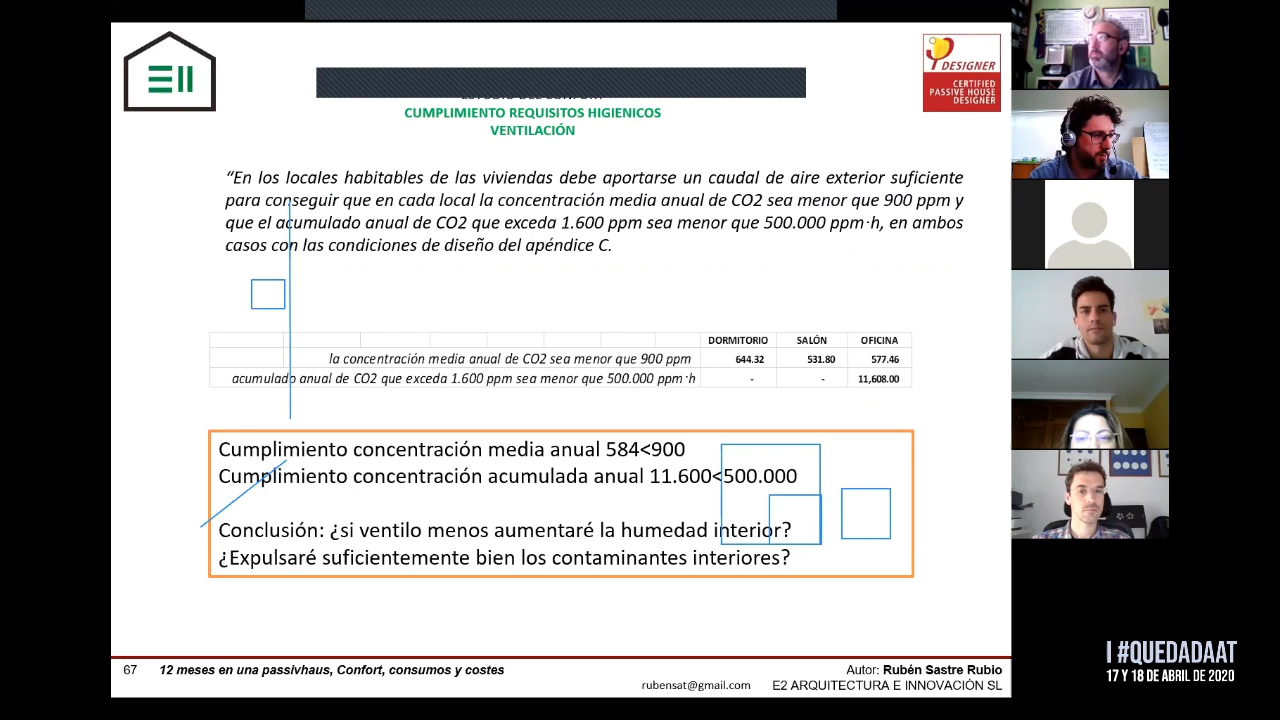 DESIGNER
CERTIFIED
PASSIVE HOUSE
DESIGNER
CUMPLIMIENTO REQUISITOS HIGIENICOS
VENTILACIÓN
“En los locales habitables de las viviendas debe aportarse un caudal de aire exterior suficiente
para conseguir que en cada local la concentración media anual de CO2 sea menor que 900 ppm y
que el acumulado anual de CO2 que exceda 1.600 ppm sea menor que 500.000 ppm·h, en ambos
casos con las condiciones de diseño del apéndice C.
DORMITORIO SALÓN OFICINA
la concentración media anual de CO2 sea menor que 900 ppm 644.32 531.80 577.46
acumulado anual de CO2 que exceda 1.600 ppm sea menor que 500.000 ppm·h - - 11,608.00
Cumplimiento concentración media anual 584<900
Cumplimiento concentración acumulada anual 11.600<500.000
Conclusión: ¿si ventilo menos aumentaré la humedad interior?
¿Expulsaré suficientemente bien los contaminantes interiores?
67 12 meses en una passivhaus, Confort, consumos y costes
Autor: Rubén Sastre Rubio
rubensat@gmail.com E2 ARQUITECTURA E INNOVACIÓN SL
I #QUEDADAAT
17 Y 18 DE ABRIL DE 2020